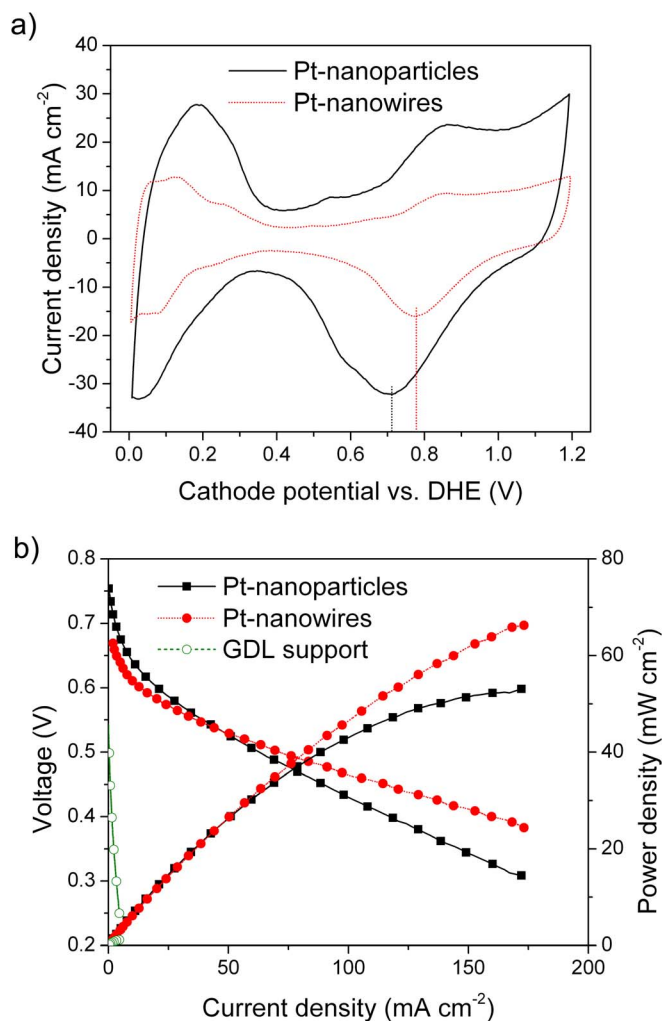 a)
Pt-nanoparticles
Pt-nanowires
40
30
20
10
0
-10
-20
-30
-40
Current density (mA cm⁻²)
0.0 0.2 0.4 0.6 0.8 1.0 1.2
Cathode potential vs. DHE (V)
b)
Pt-nanoparticles
Pt-nanowires
GDL support
0.8
0.7
0.6
0.5
0.4
0.3
0.2
Voltage (V)
80
60
40
20
0
Power density (mW cm⁻²)
0 50 100 150 200
Current density (mA cm⁻²)